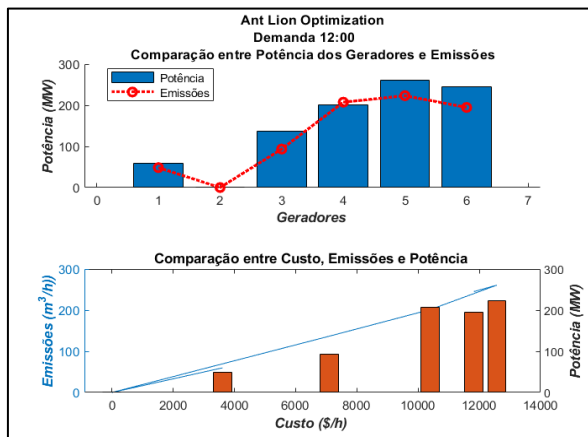 Ant Lion Optimization
Demanda 12:00
Comparação entre Potência dos Geradores e Emissões
Potência (MW)
300
200
100
0
Potência
Emissões
0 1 2 3 4 5 6 7
Geradores
Comparação entre Custo, Emissões e Potência
Emissões (m³/h))
300
200
100
0
300
200
100
0
Potência (MW)
0 2000 4000 6000 8000 10000 12000 14000
Custo ($/h)